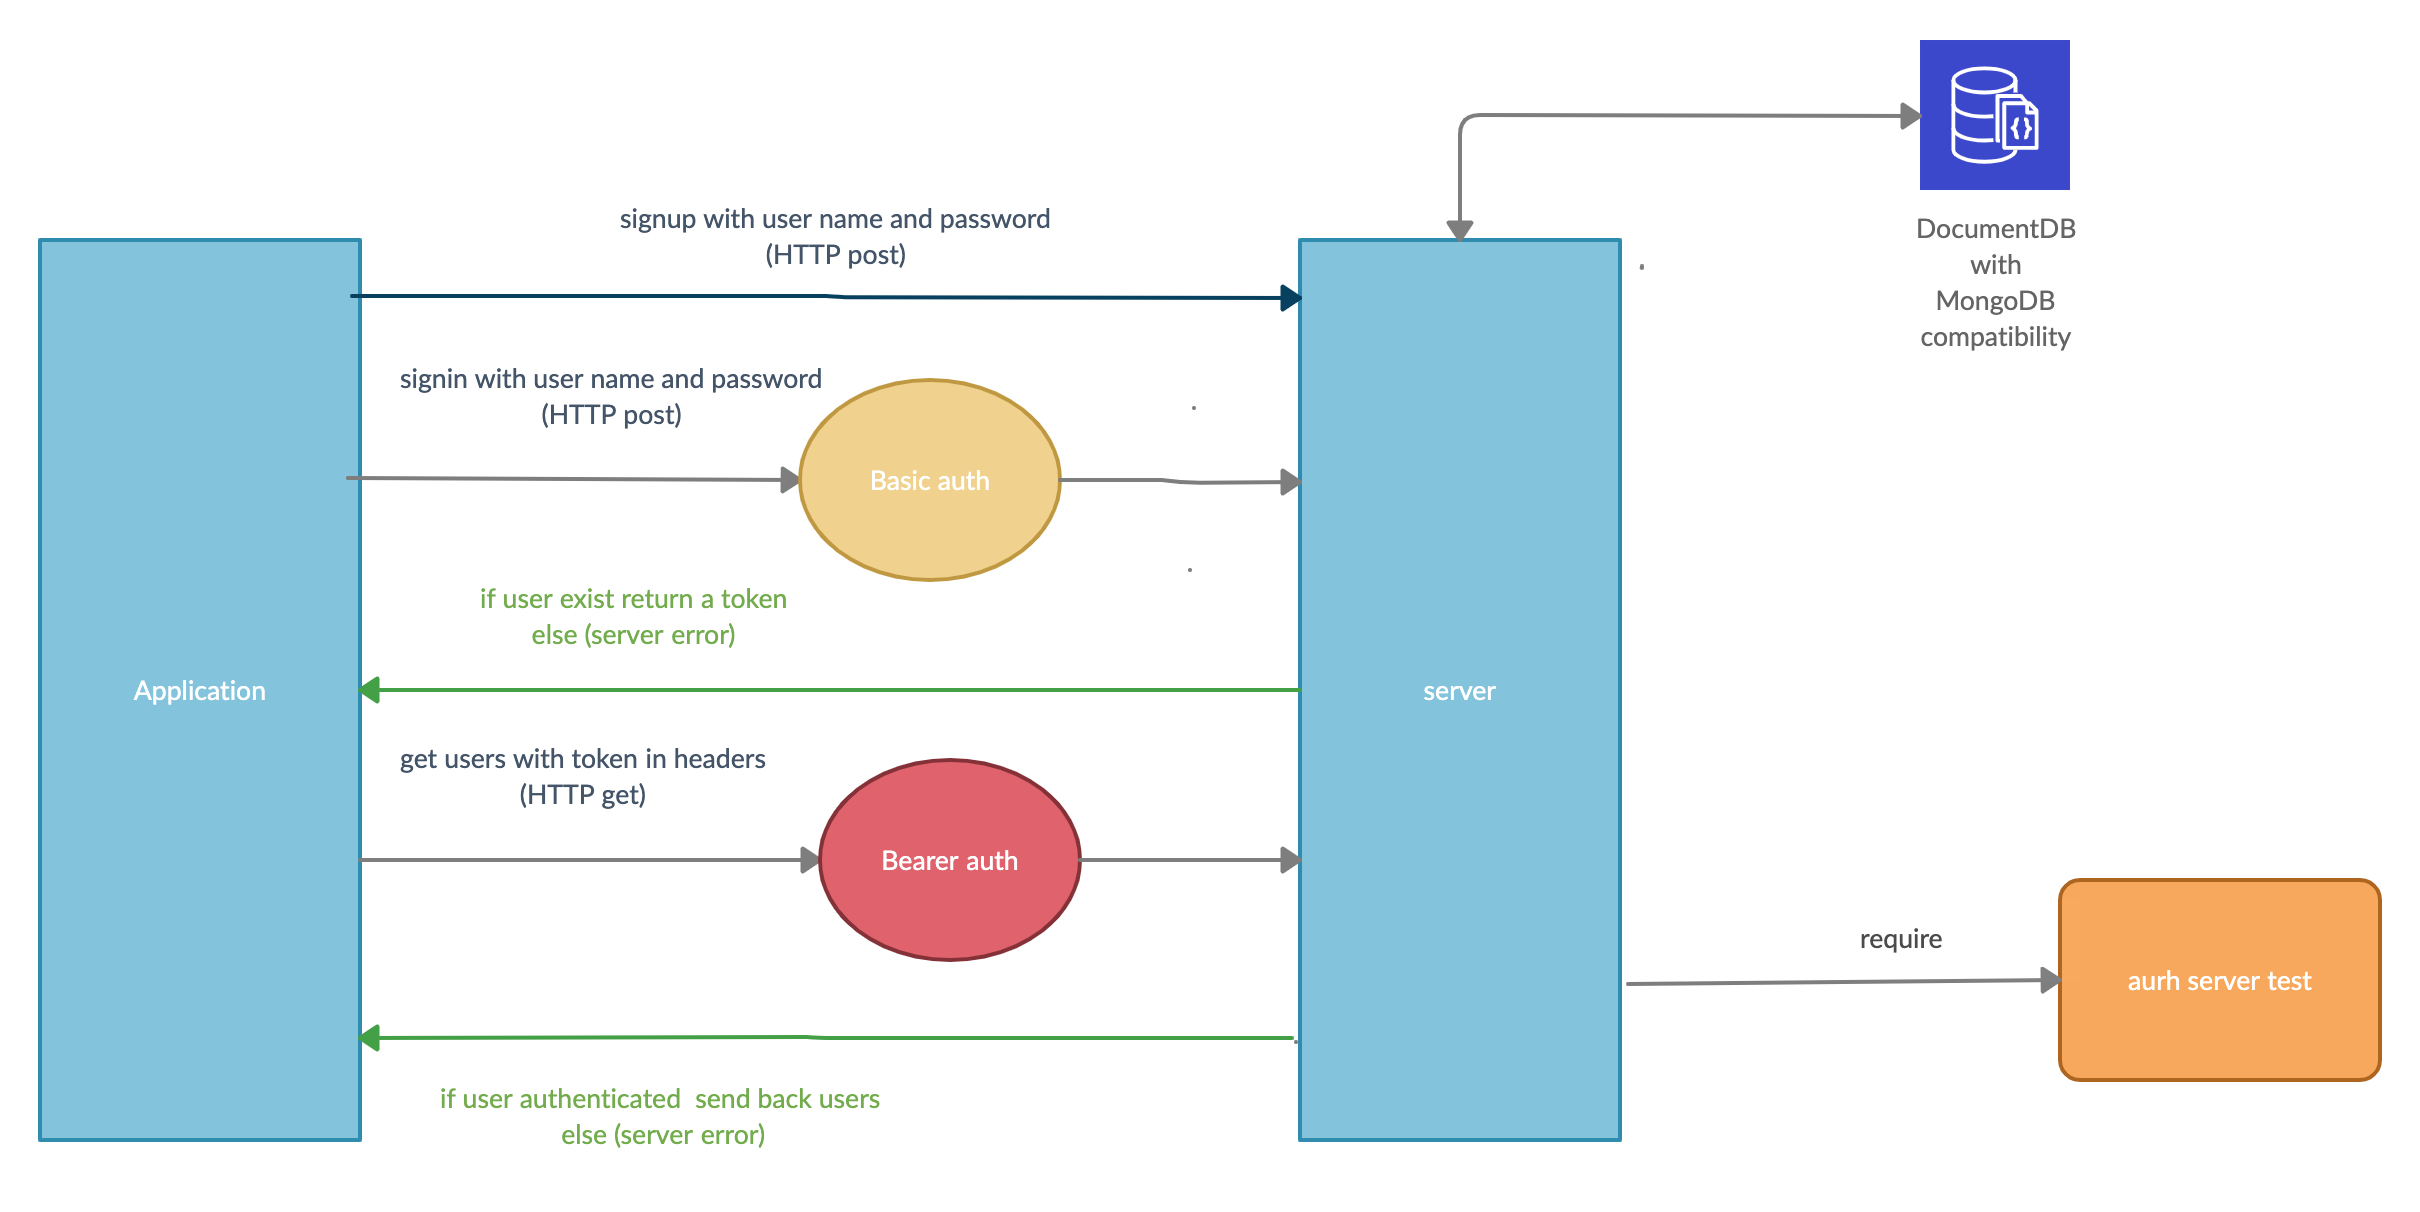 signup with user name and password
(HTTP post)
DocumentDB
with
MongoDB
compatibility
signin with user name and password
(HTTP post)
Basic auth
if user exist return a token
else (server error)
Application
server
get users with token in headers
(HTTP get)
Bearer auth
require
aurh server test
if user authenticated  send back users
else (server error)